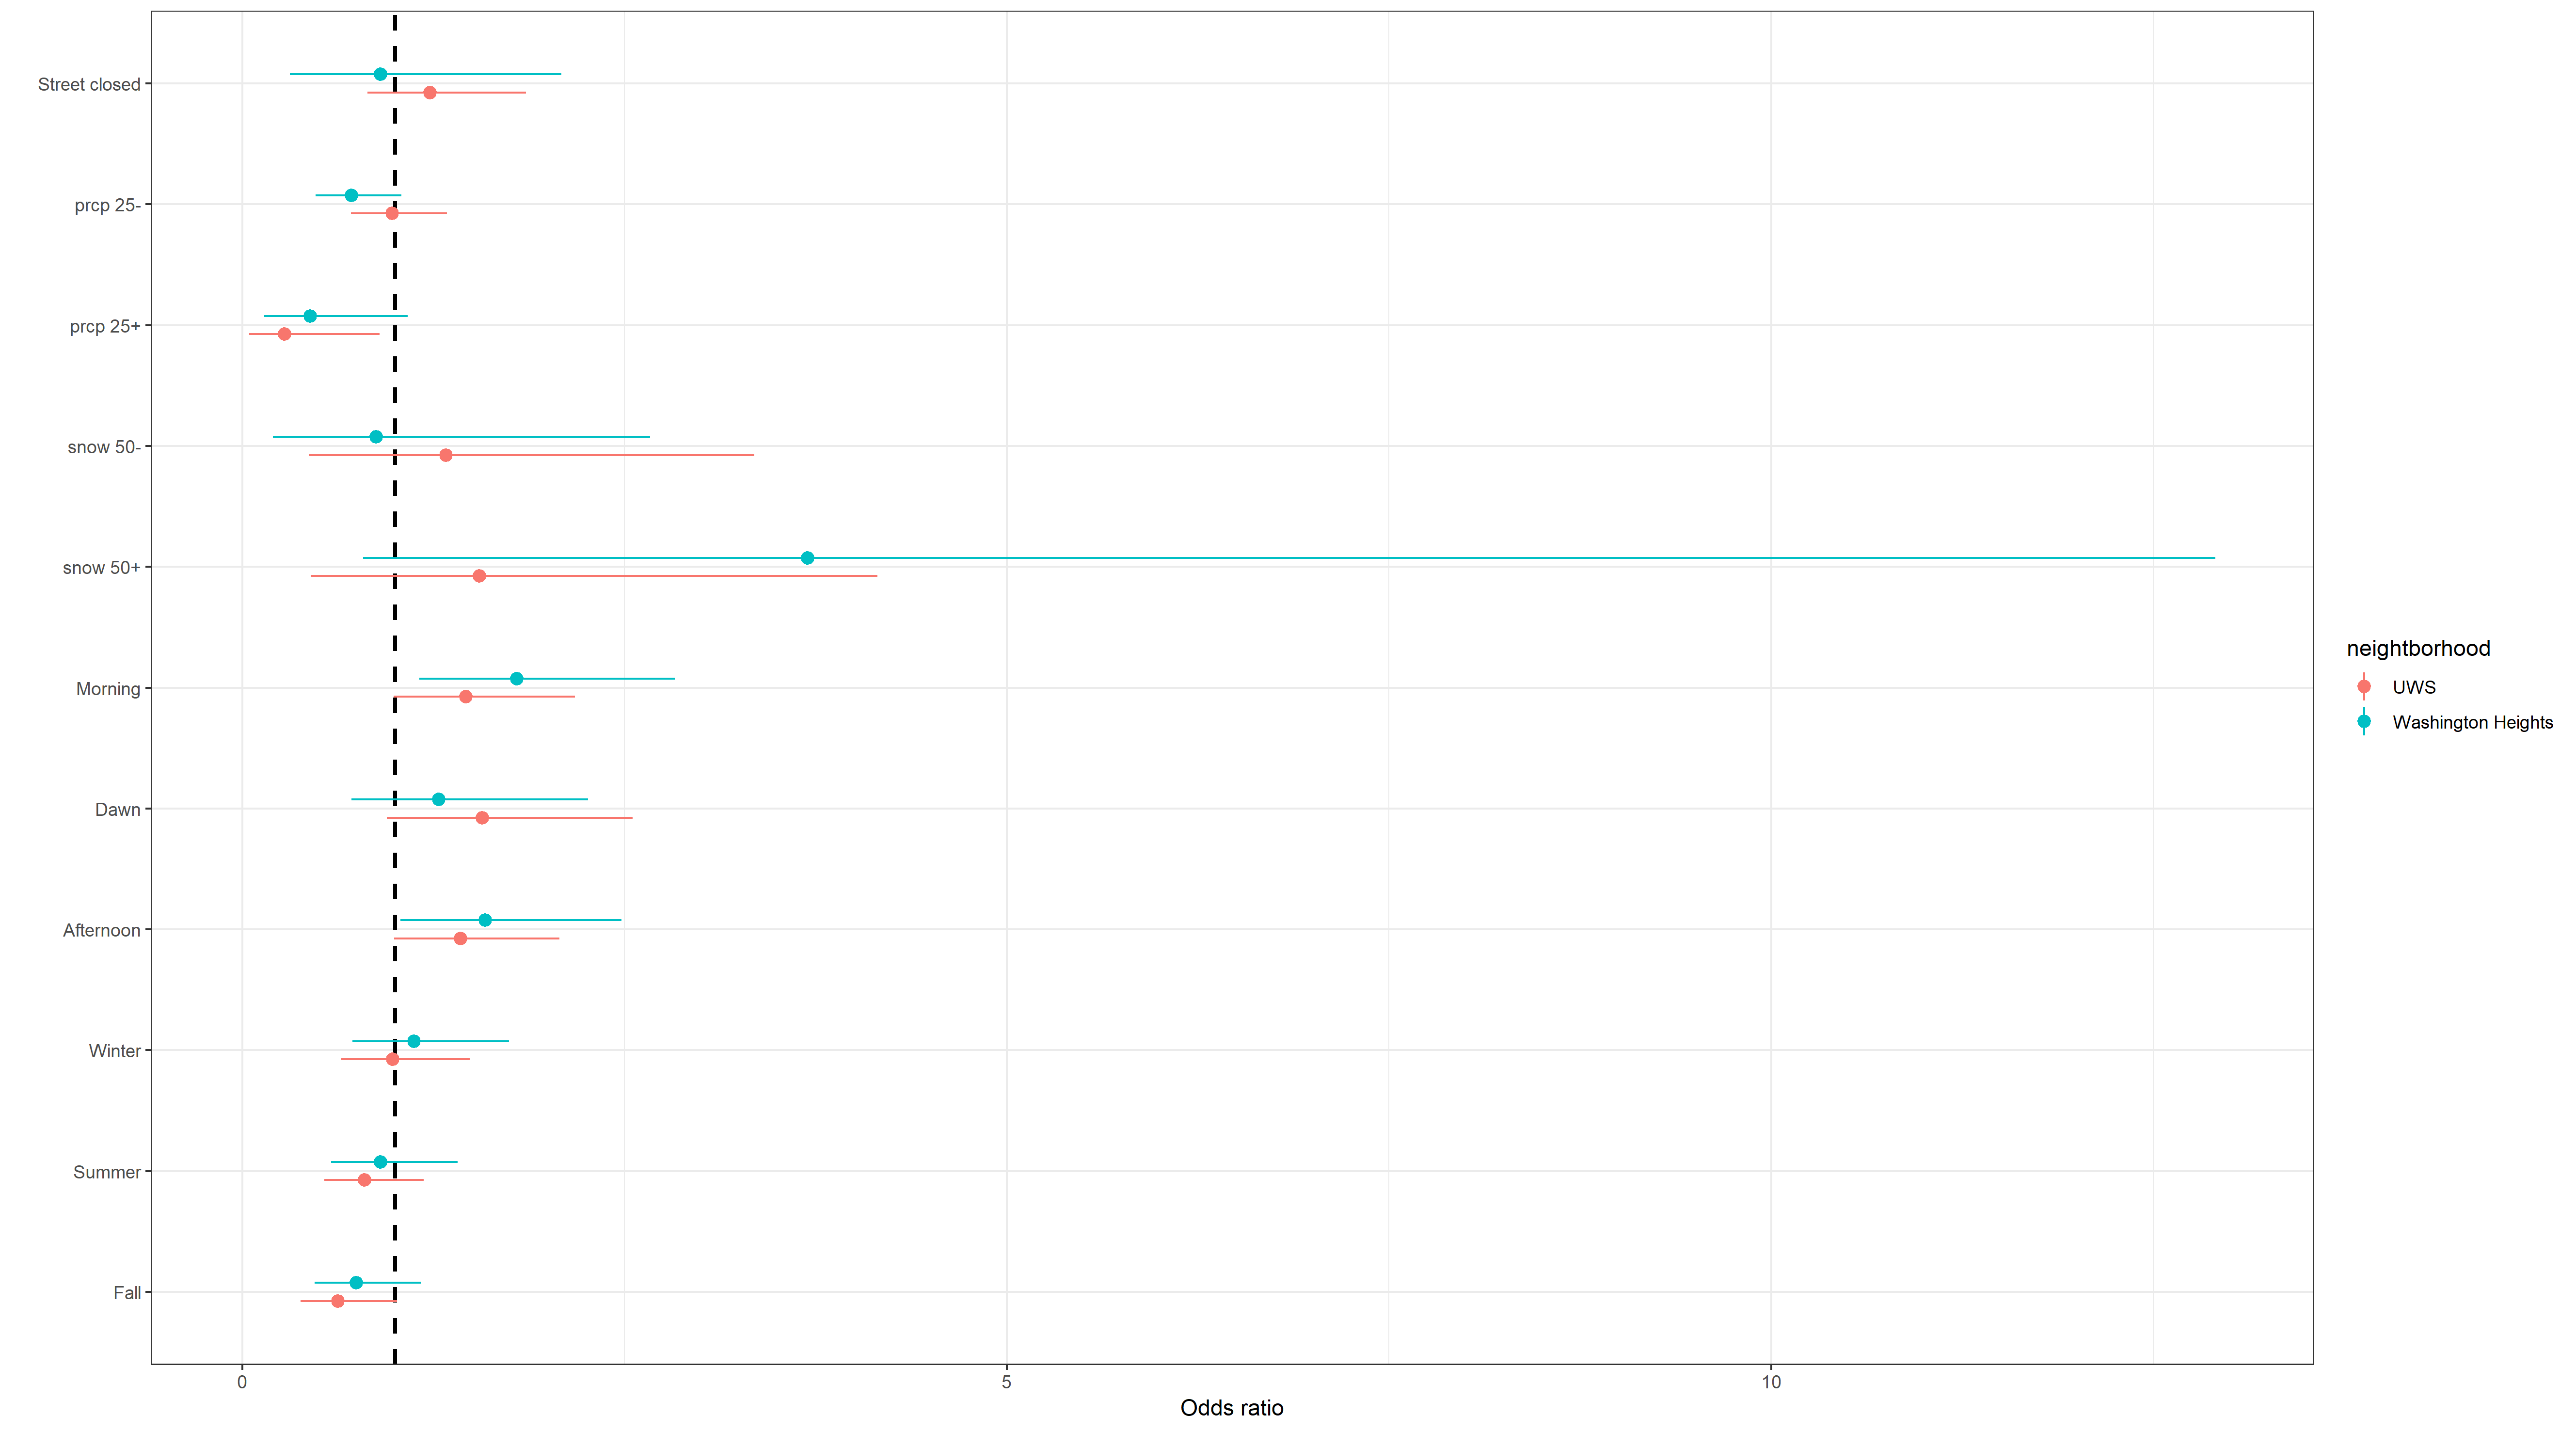 Street closed
prcp 25-
prcp 25+
snow 50-
snow 50+
Morning
Dawn
Afternoon
Winter
Summer
Fall
0 5 10
Odds ratio
neightborhood
UWS
Washington Heights